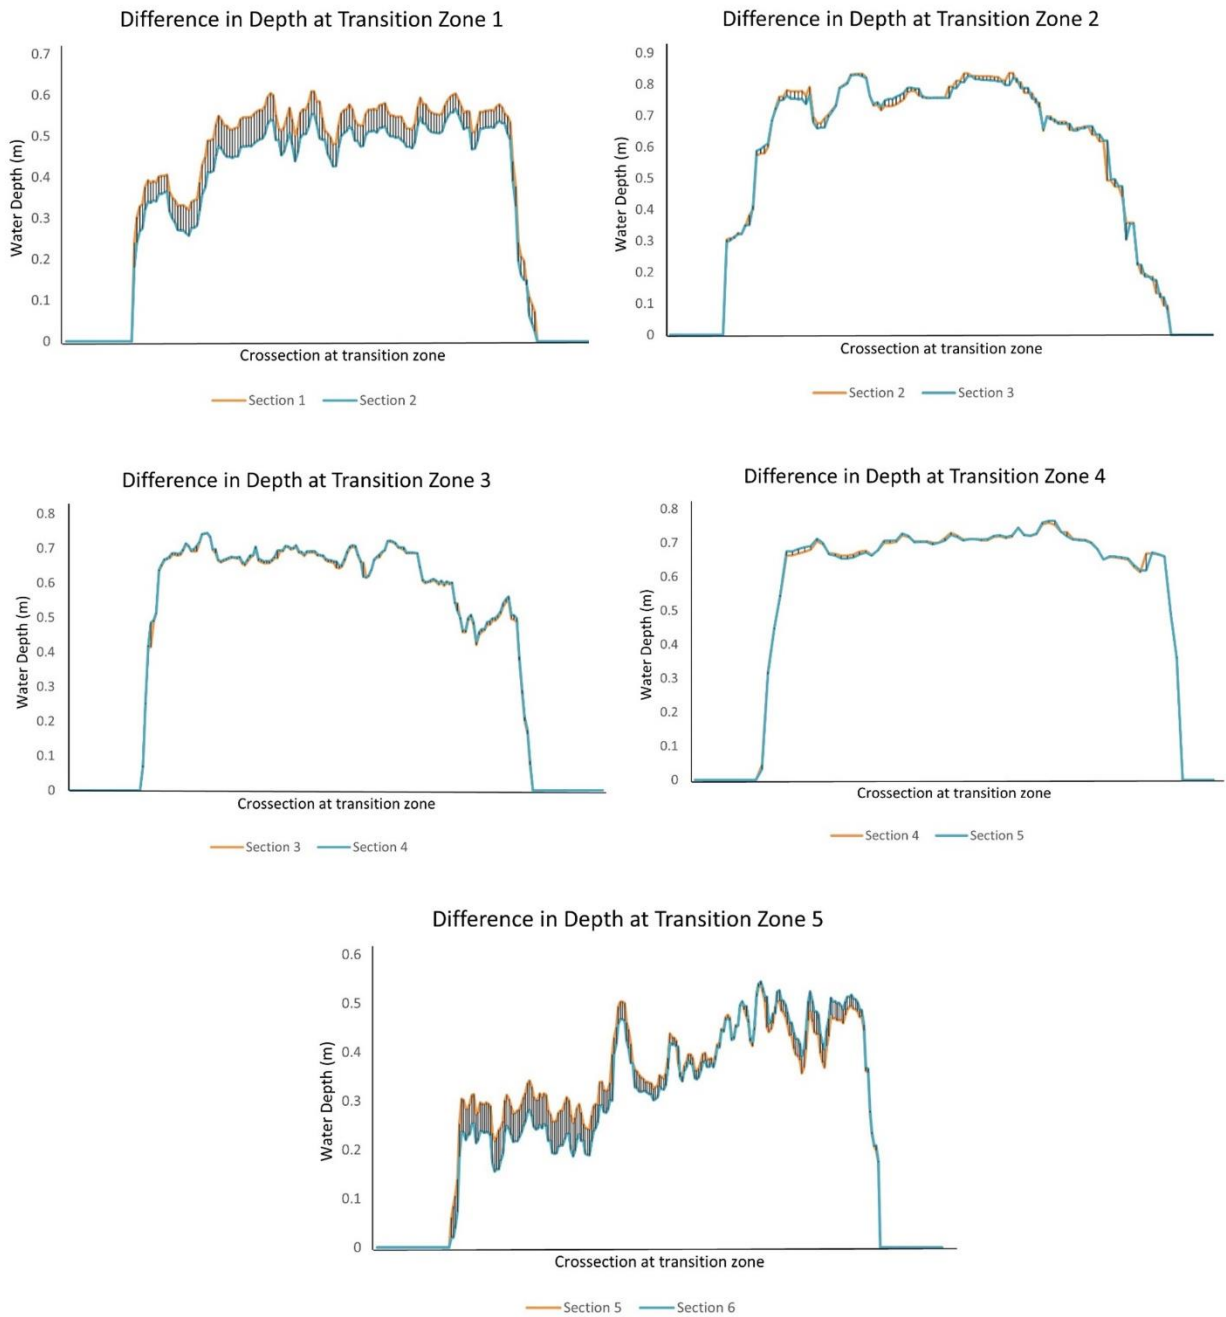 Difference in Depth at Transition Zone 1
0.7
0.6
0.5
0.4
0.3
0.2
0.1
0
Water Depth (m)
Crossection at transition zone
Section 1 Section 2
Difference in Depth at Transition Zone 2
0.9
0.8
0.7
0.6
0.5
0.4
0.3
0.2
0.1
0
Water Depth (m)
Crossection at transition zone
Section 2 Section 3
Difference in Depth at Transition Zone 3
0.8
0.7
0.6
0.5
0.4
0.3
0.2
0.1
0
Water Depth (m)
Crossection at transition zone
Section 3 Section 4
Difference in Depth at Transition Zone 4
0.8
0.7
0.6
0.5
0.4
0.3
0.2
0.1
0
Water Depth (m)
Crossection at transition zone
Section 4 Section 5
Difference in Depth at Transition Zone 5
0.6
0.5
0.4
0.3
0.2
0.1
0
Water Depth (m)
Crossection at transition zone
Section 5 Section 6